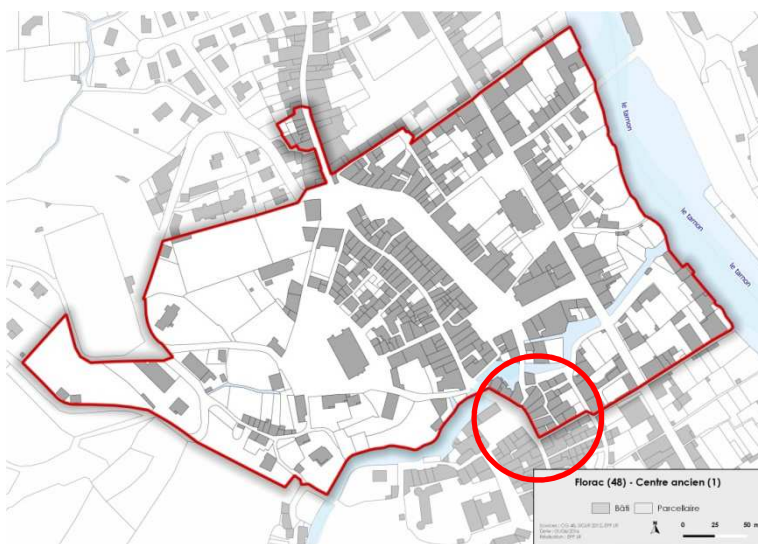 le tarnon
le tarnon
le tarnon
Florac (48) - Centre ancien (1)
Bâti
Parcellaire
0 25 50 m